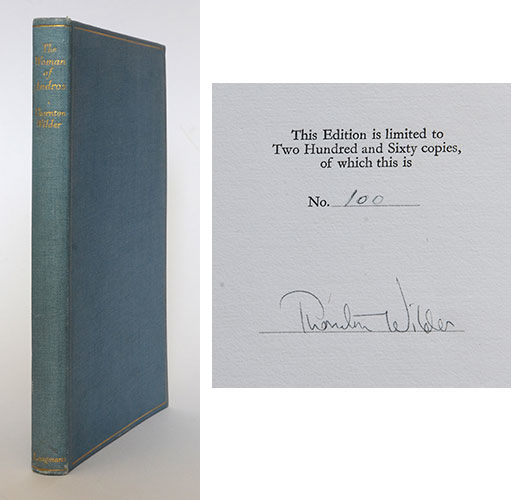 The
Woman
of
Andros
Thornton
Wilder
Longmans
This Edition is limited to
Two Hundred and Sixty copies,
of which this is
No. 100
Thornton Wilder